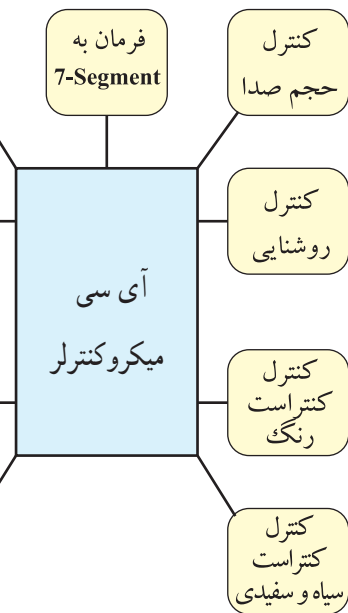 فرمان به
7-Segment
کنترل
حجم صدا
کنترل
روشنایی
آی سی
میکروکنترلر
کنترل
کنتراست
رنگ
کنترل
کنتراست
سیاه و سفیدی